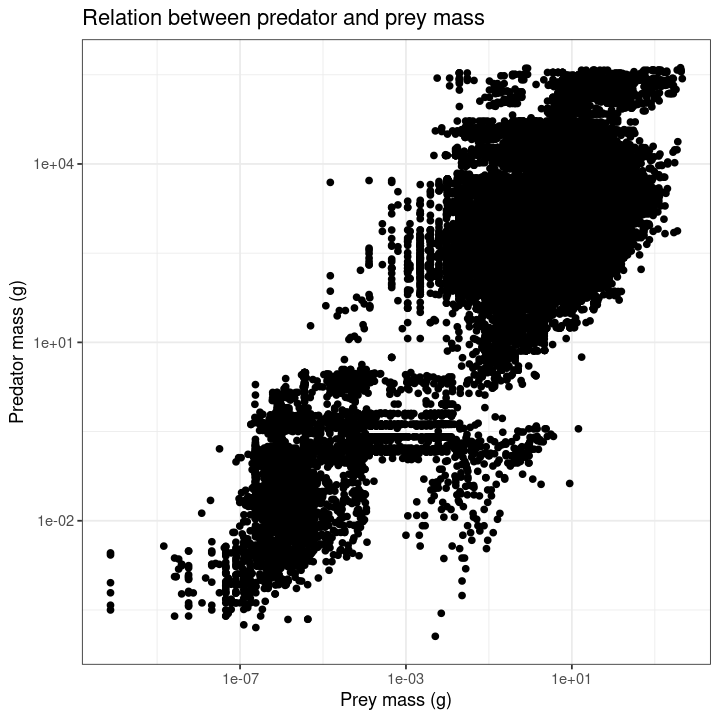 Relation between predator and prey mass
1e+04
1e+01
1e-02
Predator mass (g)
1e-07
1e-03
1e+01
Prey mass (g)